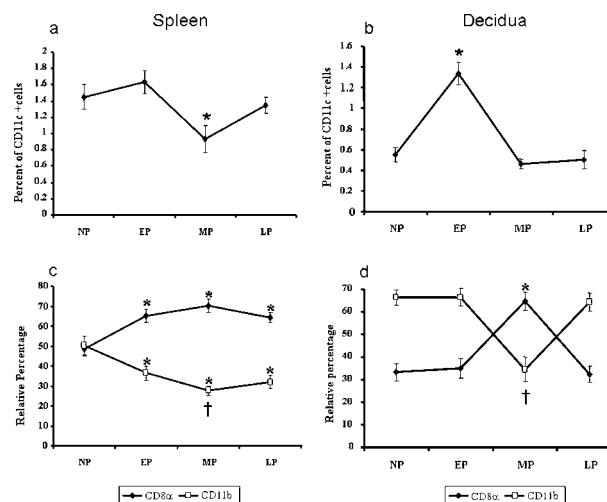 Spleen
Decidua
a
Percent of CD11c +cells
2
1.8
1.6
1.4
1.2
1
0.8
0.6
0.4
0.2
0
*
NP EP MP LP
b
Percent of CD11c +cells
1.6
1.4
1.2
1
0.8
0.6
0.4
0.2
0
*
NP EP MP LP
c
Relative Percentage
80
70
60
50
40
30
20
10
0
* * *
* * *
†
NP EP MP LP
CD8α CD11b
d
Relative percentage
70
60
50
40
30
20
10
0
*
†
NP EP MP LP
CD8α CD11b